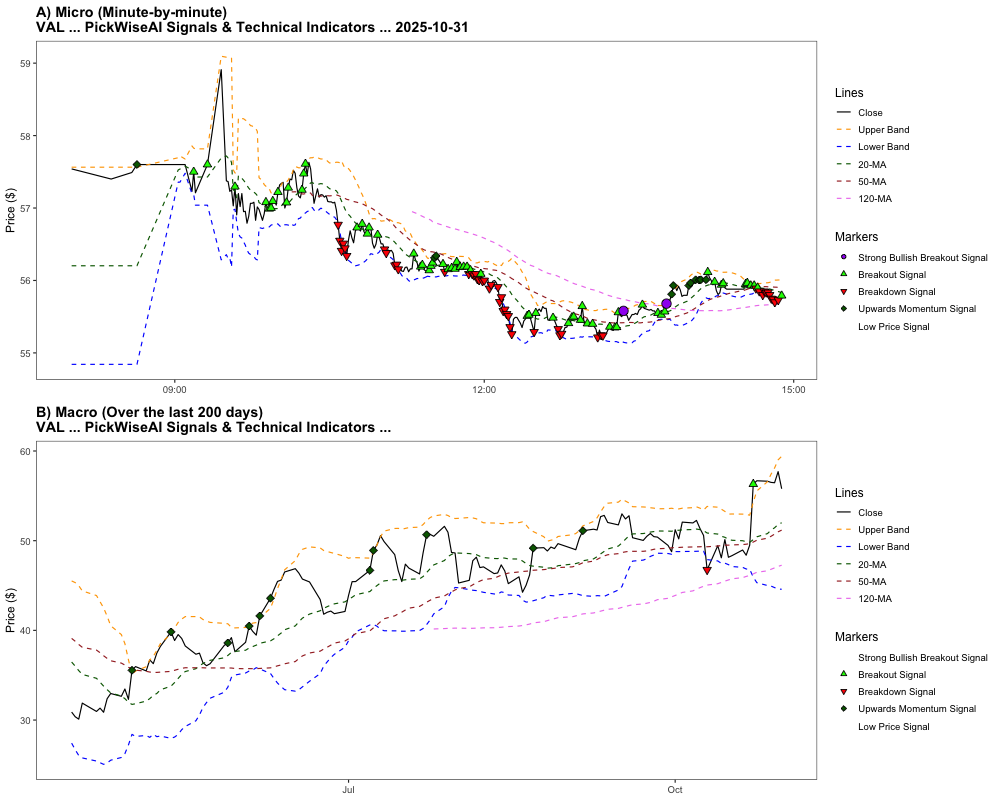 A) Micro (Minute-by-minute)
VAL ... PickWiseAI Signals & Technical Indicators ... 2025-10-31
Price ($)
59
58
57
56
55
09:00
12:00
15:00
Lines
Close
Upper Band
Lower Band
20-MA
50-MA
120-MA
Markers
Strong Bullish Breakout Signal
Breakout Signal
Breakdown Signal
Upwards Momentum Signal
Low Price Signal
B) Macro (Over the last 200 days)
VAL ... PickWiseAI Signals & Technical Indicators ...
Price ($)
60
50
40
30
Jul
Oct
Lines
Close
Upper Band
Lower Band
20-MA
50-MA
120-MA
Markers
Strong Bullish Breakout Signal
Breakout Signal
Breakdown Signal
Upwards Momentum Signal
Low Price Signal